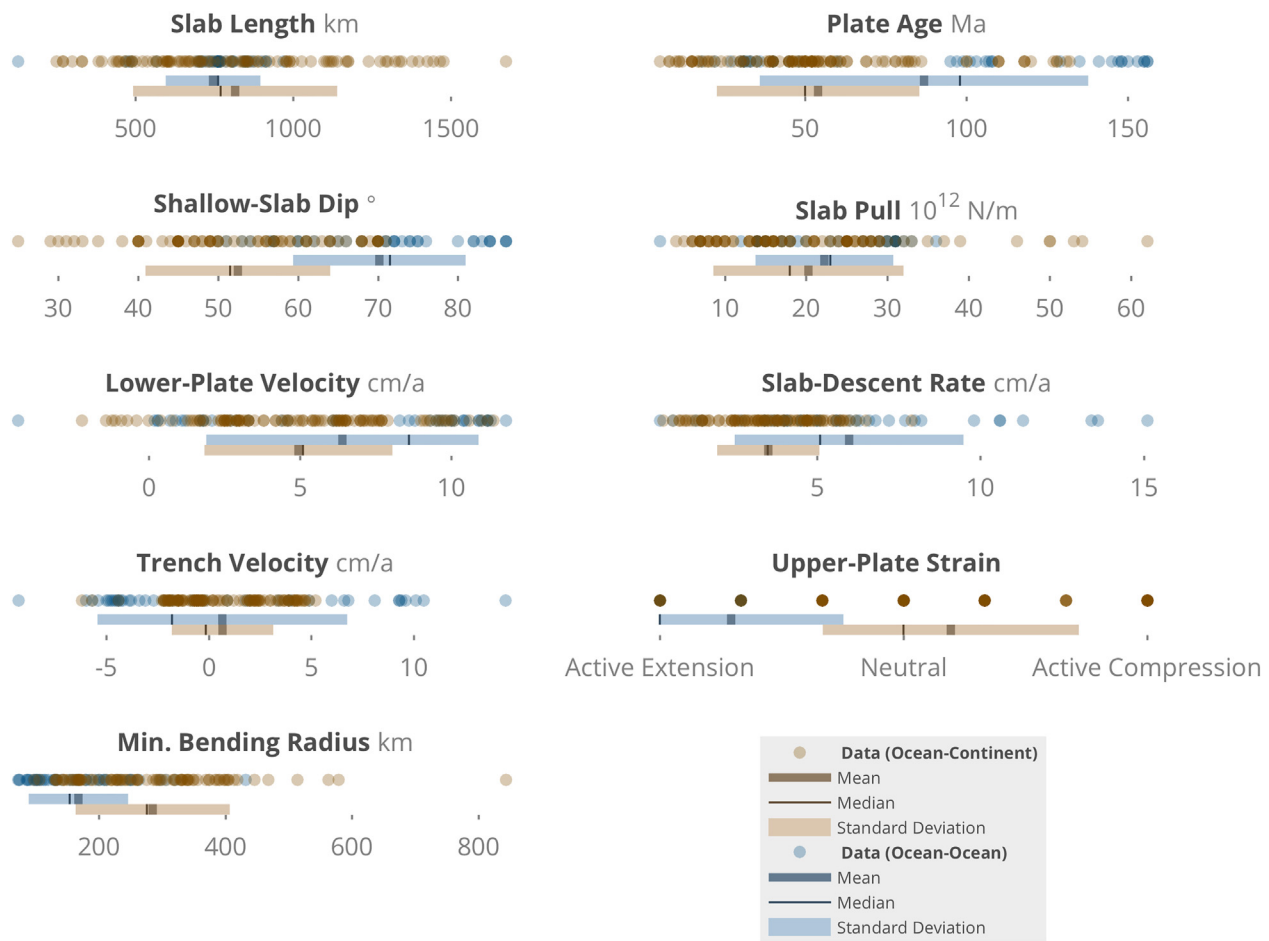 Slab Length km
500 1000 1500
Plate Age Ma
50 100 150
Shallow-Slab Dip °
30 40 50 60 70 80
Slab Pull 10^12 N/m
10 20 30 40 50 60
Lower-Plate Velocity cm/a
0 5 10
Slab-Descent Rate cm/a
5 10 15
Trench Velocity cm/a
-5 0 5 10
Upper-Plate Strain
Active Extension Neutral Active Compression
Min. Bending Radius km
200 400 600 800
Data (Ocean-Continent)
Mean
Median
Standard Deviation
Data (Ocean-Ocean)
Mean
Median
Standard Deviation